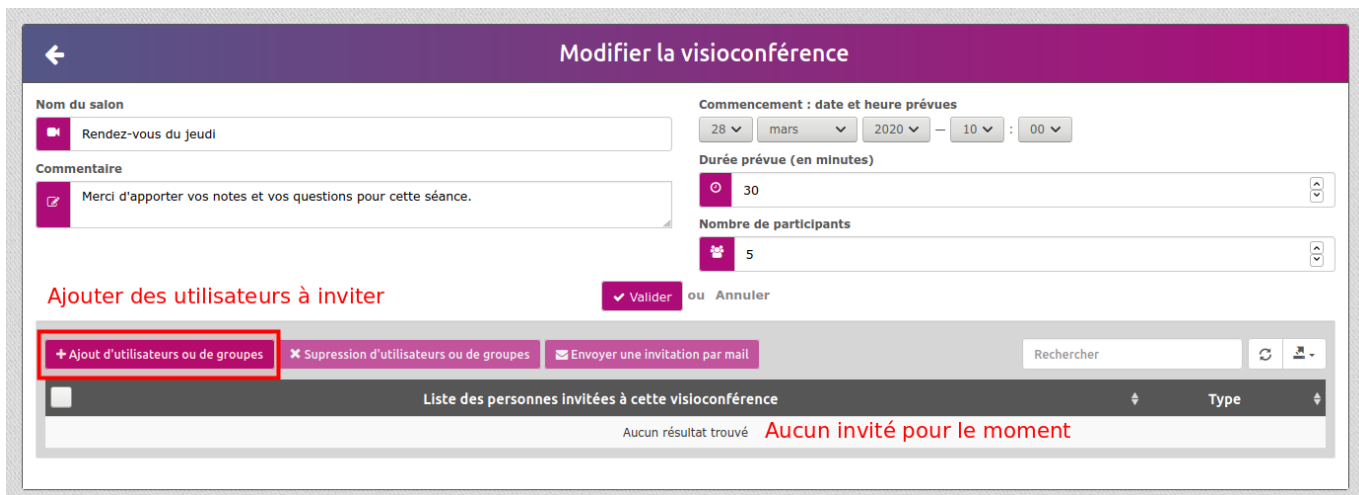 Modifier la visioconférence
Nom du salon
Rendez-vous du jeudi
Commentaire
Merci d'apporter vos notes et vos questions pour cette séance.
Commencement : date et heure prévues
28 mars 2020 — 10 : 00
Durée prévue (en minutes)
30
Nombre de participants
5
Ajouter des utilisateurs à inviter
Valider ou Annuler
Ajout d'utilisateurs ou de groupes Supression d'utilisateurs ou de groupes Envoyer une invitation par mail Rechercher
Liste des personnes invitées à cette visioconférence Type
Aucun résultat trouvé Aucun invité pour le moment